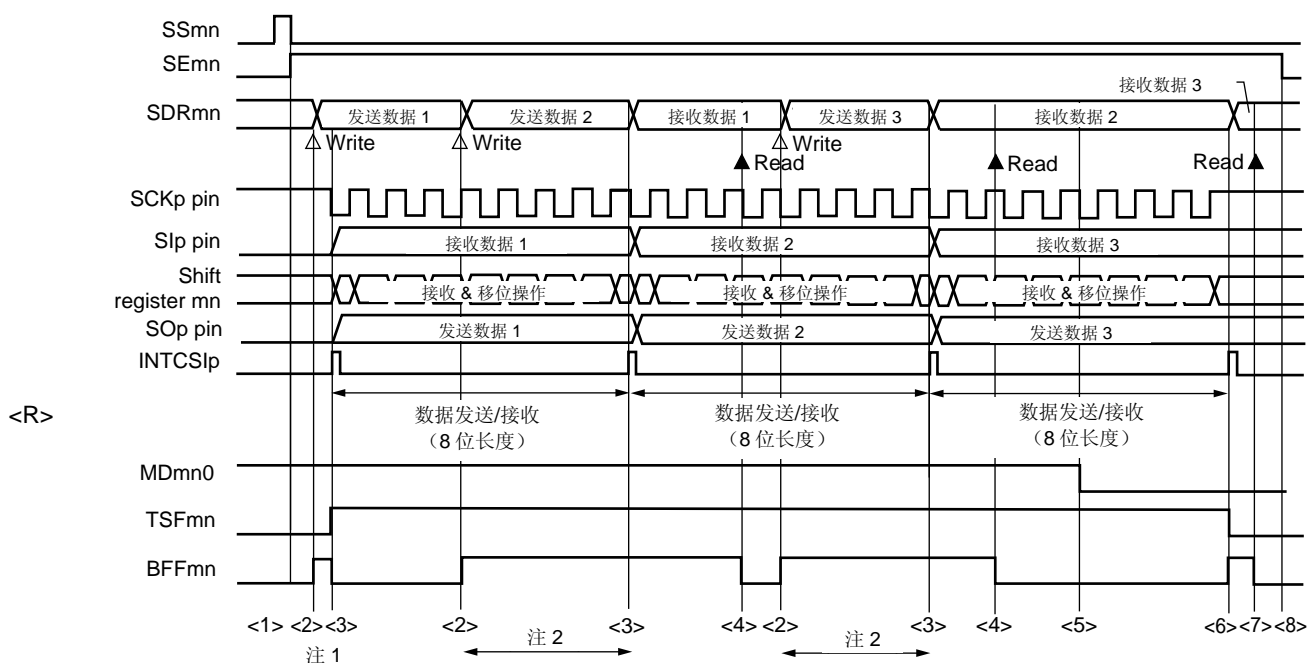 SSmn
SEmn
接收数据 3
SDRmn
发送数据 1 发送数据 2 接收数据 1 发送数据 3 接收数据 2
Write Write Read Write Read Read
SCKp pin
SIp pin
接收数据 1 接收数据 2 接收数据 3
Shift
register mn
接收 & 移位操作 接收 & 移位操作 接收 & 移位操作
SOp pin
发送数据 1 发送数据 2 发送数据 3
INTCSIp
<R>
数据发送/接收 数据发送/接收 数据发送/接收
（8 位长度） （8 位长度） （8 位长度）
MDmn0
TSFmn
BFFmn
<1> <2><3> <2> <3> <4><2> <3> <4> <5> <6><7> <8>
注 1 注 2 注 2